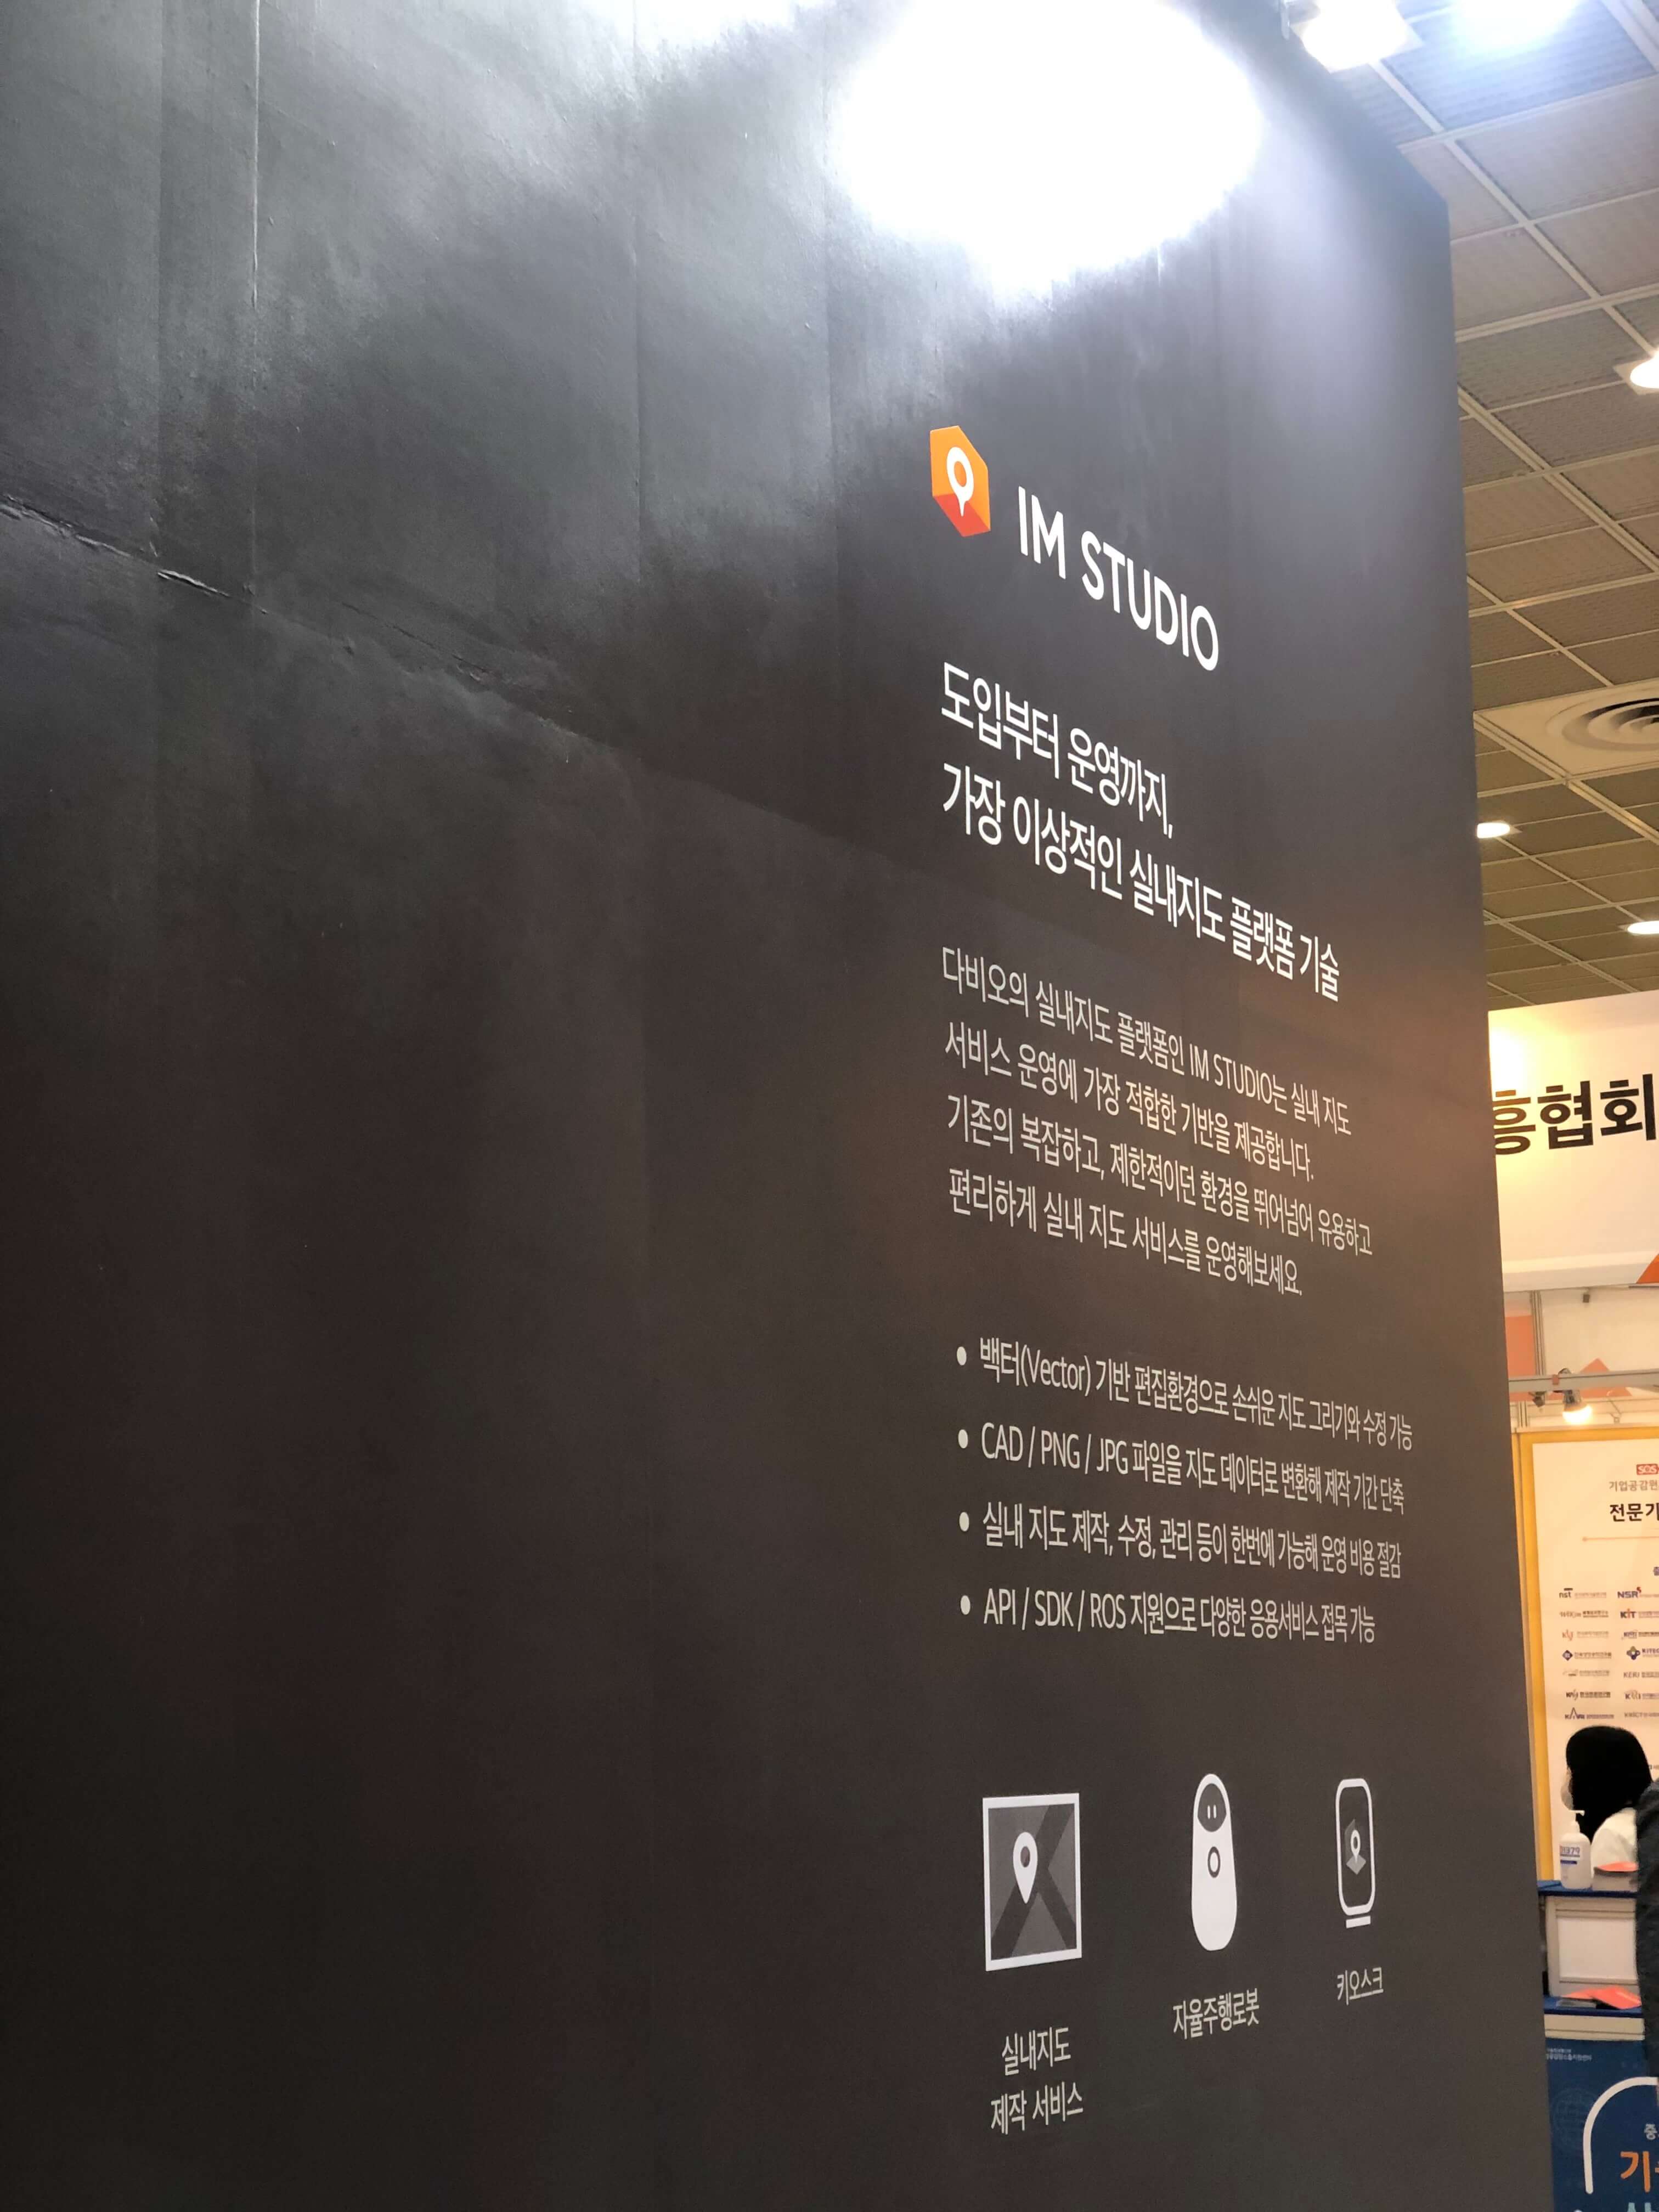 IM STUDIO
도입부터 운영까지,
가장 이상적인 실내지도 플랫폼 기술
다비오의 실내지도 플랫폼인 IM STUDIO는 실내 지도
서비스 운영에 가장 적합한 기반을 제공합니다.
기존의 복잡하고, 제한적이던 환경을 뛰어넘어 유용하고
편리하게 실내 지도 서비스를 운영해보세요.
• 백터(Vector) 기반 편집환경으로 손쉬운 지도 그리기와 수정 가능
• CAD / PNG / JPG 파일을 지도 데이터로 변환해 제작 기간 단축
• 실내 지도 제작, 수정, 관리 등이 한번에 가능해 운영 비용 절감
• API / SDK / ROS 지원으로 다양한 응용서비스 접목 가능
실내지도
제작 서비스
자율주행로봇
키오스크
흥협회
SOS
기업공감원
전문가
nst
NSR
KIT